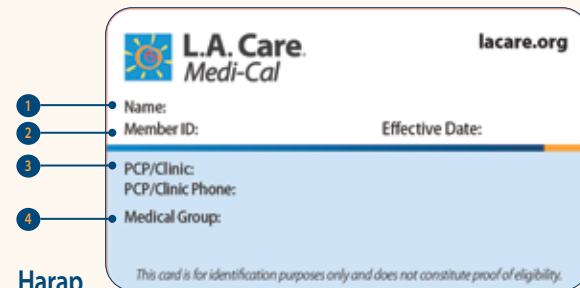 L.A. Care. lacare.org
Medi-Cal
1 Name:
2 Member ID: Effective Date:
3 PCP/Clinic:
PCP/Clinic Phone:
4 Medical Group:
Harap
This card is for identification purposes only and does not constitute proof of eligibility.